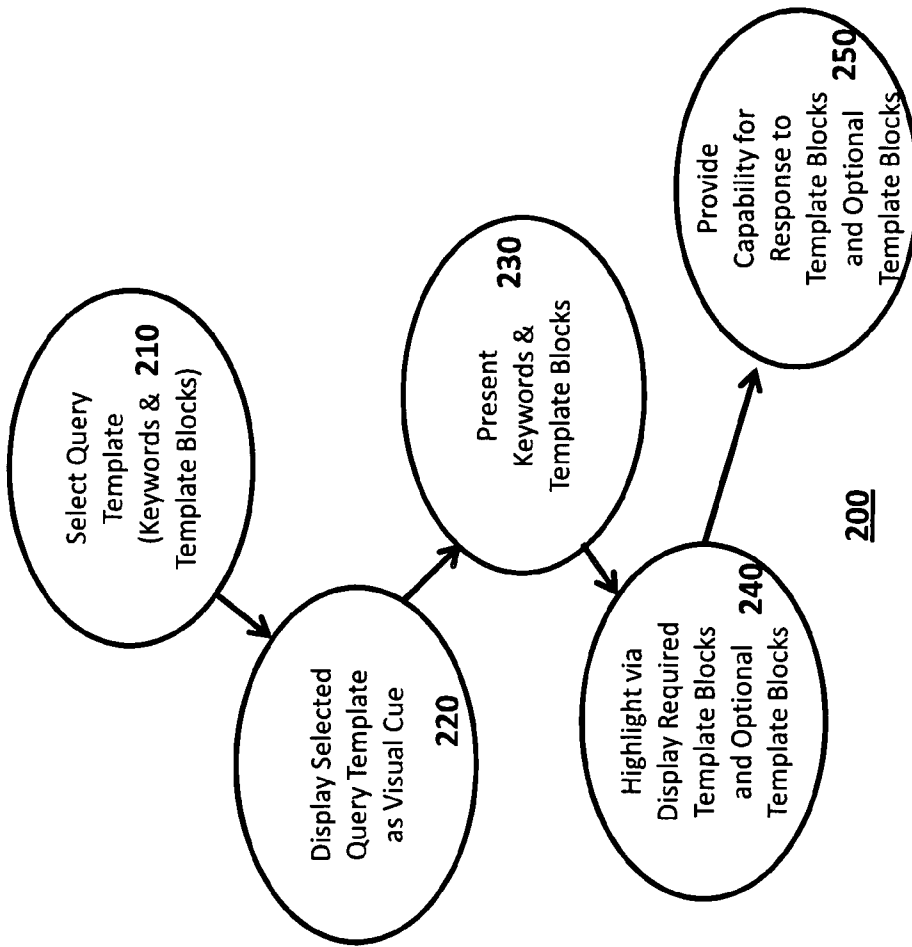 Select Query
Template
(Keywords & 210
Template Blocks)
Display Selected
Query Template
as Visual Cue
220
230
Present
Keywords &
Template Blocks
Highlight via
Display Required
Template Blocks
and Optional 240
Template Blocks
Provide
Capability for
Response to
Template Blocks
and Optional 250
Template Blocks
200